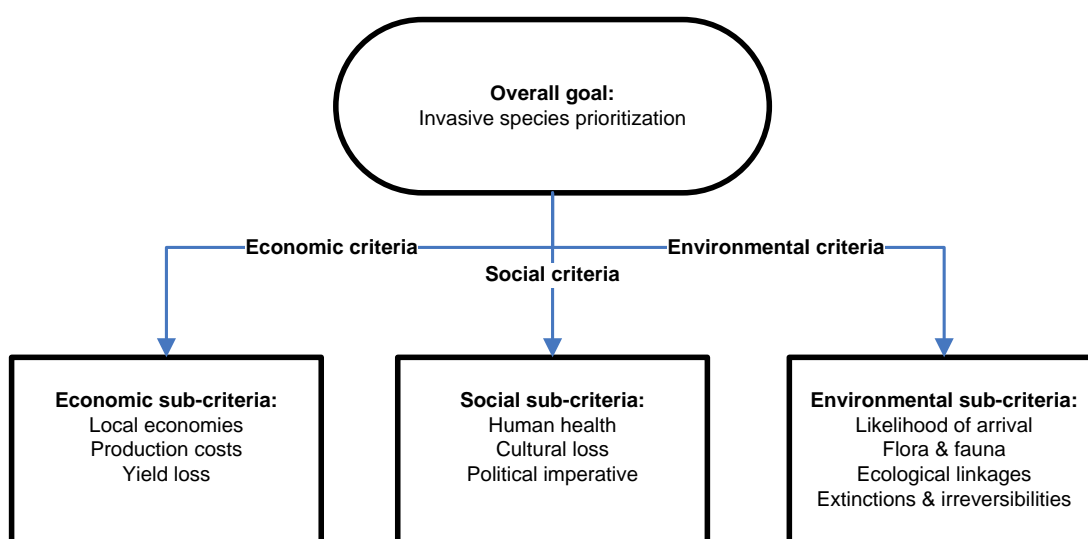 Overall goal:
Invasive species prioritization
Economic criteria
Environmental criteria
Social criteria
Economic sub-criteria:
Local economies
Production costs
Yield loss
Social sub-criteria:
Human health
Cultural loss
Political imperative
Environmental sub-criteria:
Likelihood of arrival
Flora & fauna
Ecological linkages
Extinctions & irreversibilities